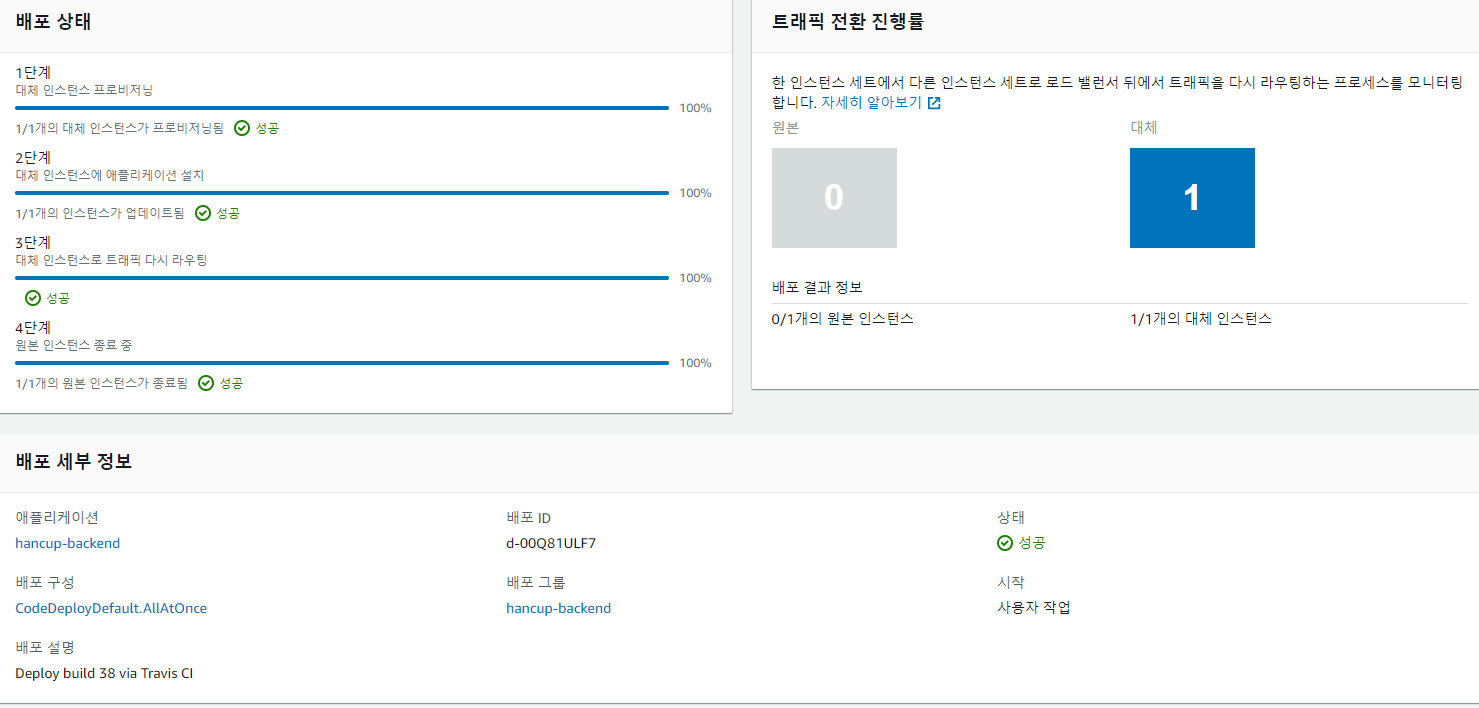 배포 상태
1단계
대체 인스턴스 프로비저닝
100%
1/1개의 대체 인스턴스가 프로비저닝됨 성공
2단계
대체 인스턴스에 애플리케이션 설치
100%
1/1개의 인스턴스가 업데이트됨 성공
3단계
대체 인스턴스로 트래픽 다시 라우팅
100%
성공
4단계
원본 인스턴스 종료 중
100%
1/1개의 원본 인스턴스가 종료됨 성공
트래픽 전환 진행률
한 인스턴스 세트에서 다른 인스턴스 세트로 로드 밸런서 뒤에서 트래픽을 다시 라우팅하는 프로세스를 모니터링
합니다. 자세히 알아보기
원본 대체
0 1
배포 결과 정보
0/1개의 원본 인스턴스 1/1개의 대체 인스턴스
배포 세부 정보
애플리케이션 배포 ID 상태
hancup-backend d-00Q81ULF7 성공
배포 구성 배포 그룹 시작
CodeDeployDefault.AllAtOnce hancup-backend 사용자 작업
배포 설명
Deploy build 38 via Travis CI